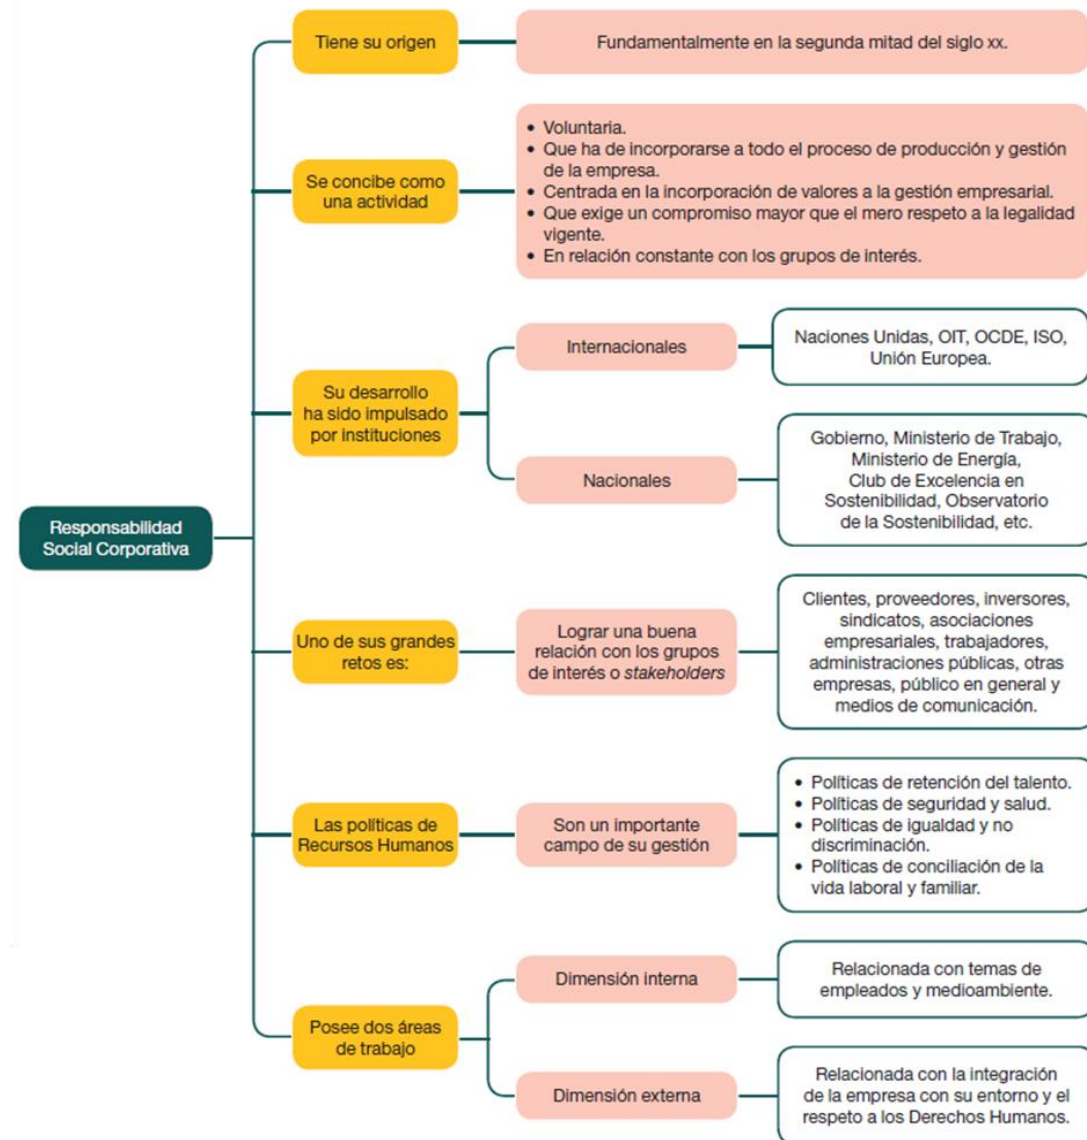 Tiene su origen
Fundamentalmente en la segunda mitad del siglo xx.
Se concibe como
una actividad
• Voluntaria.
• Que ha de incorporarse a todo el proceso de producción y gestión
de la empresa.
• Centrada en la incorporación de valores a la gestión empresarial.
• Que exige un compromiso mayor que el mero respeto a la legalidad
vigente.
• En relación constante con los grupos de interés.
Su desarrollo
ha sido impulsado
por instituciones
Internacionales
Naciones Unidas, OIT, OCDE, ISO,
Unión Europea.
Nacionales
Gobierno, Ministerio de Trabajo,
Ministerio de Energía,
Club de Excelencia en
Sostenibilidad, Observatorio
de la Sostenibilidad, etc.
Responsabilidad
Social Corporativa
Uno de sus grandes
retos es:
Lograr una buena
relación con los grupos
de interés o stakeholders
Clientes, proveedores, inversores,
sindicatos, asociaciones
empresariales, trabajadores,
administraciones públicas, otras
empresas, público en general y
medios de comunicación.
Las políticas de
Recursos Humanos
Son un importante
campo de su gestión
• Políticas de retención del talento.
• Políticas de seguridad y salud.
• Políticas de igualdad y no
discriminación.
• Políticas de conciliación de la
vida laboral y familiar.
Posee dos áreas
de trabajo
Dimensión interna
Relacionada con temas de
empleados y medioambiente.
Dimensión externa
Relacionada con la integración
de la empresa con su entorno y el
respeto a los Derechos Humanos.